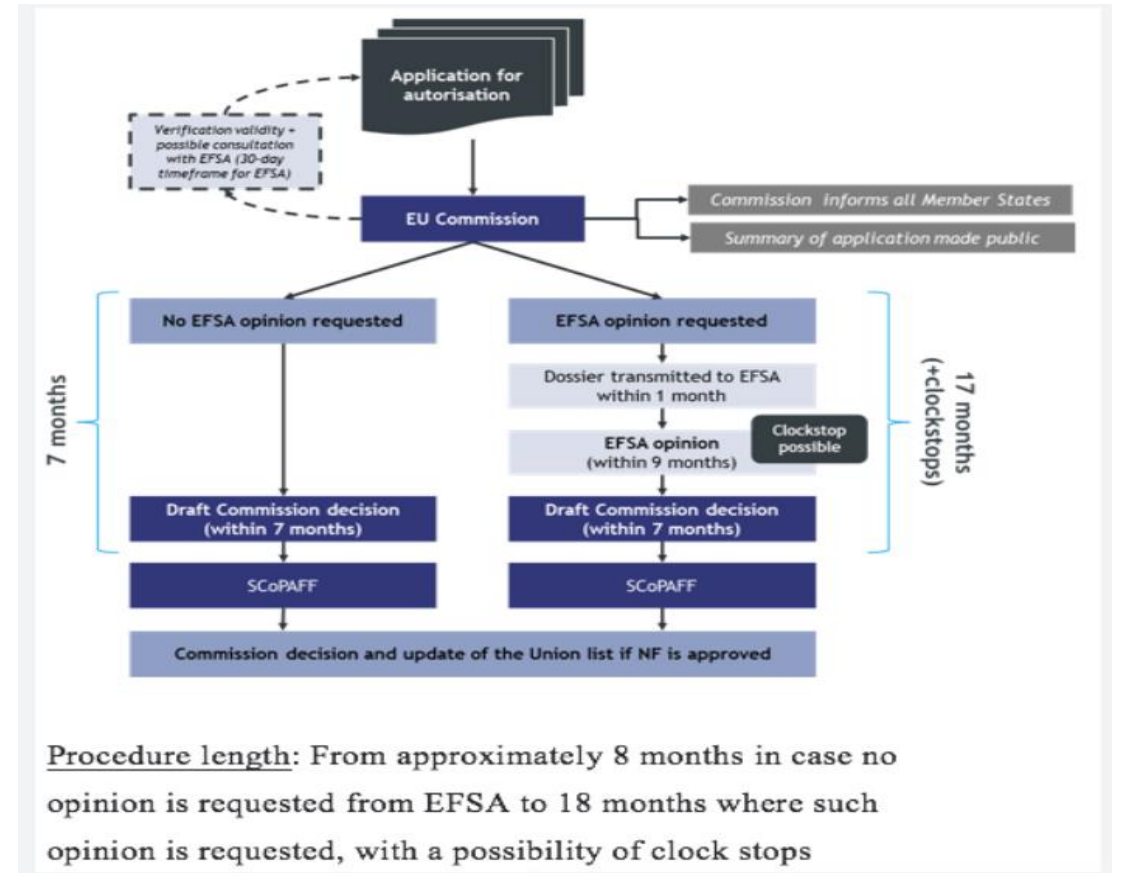 Application for
autorisation
Verification validity +
possible consultation
with EFSA (30-day
timeframe for EFSA)
EU Commission
Commission informs all Member States
Summary of application made public
No EFSA opinion requested
EFSA opinion requested
Dossier transmitted to EFSA
within 1 month
Clockstop
possible
EFSA opinion
(within 9 months)
7 months
17 months
(+clockstops)
Draft Commission decision
(within 7 months)
Draft Commission decision
(within 7 months)
SCoPAFF
SCoPAFF
Commission decision and update of the Union list if NF is approved
Procedure length: From approximately 8 months in case no
opinion is requested from EFSA to 18 months where such
opinion is requested, with a possibility of clock stops